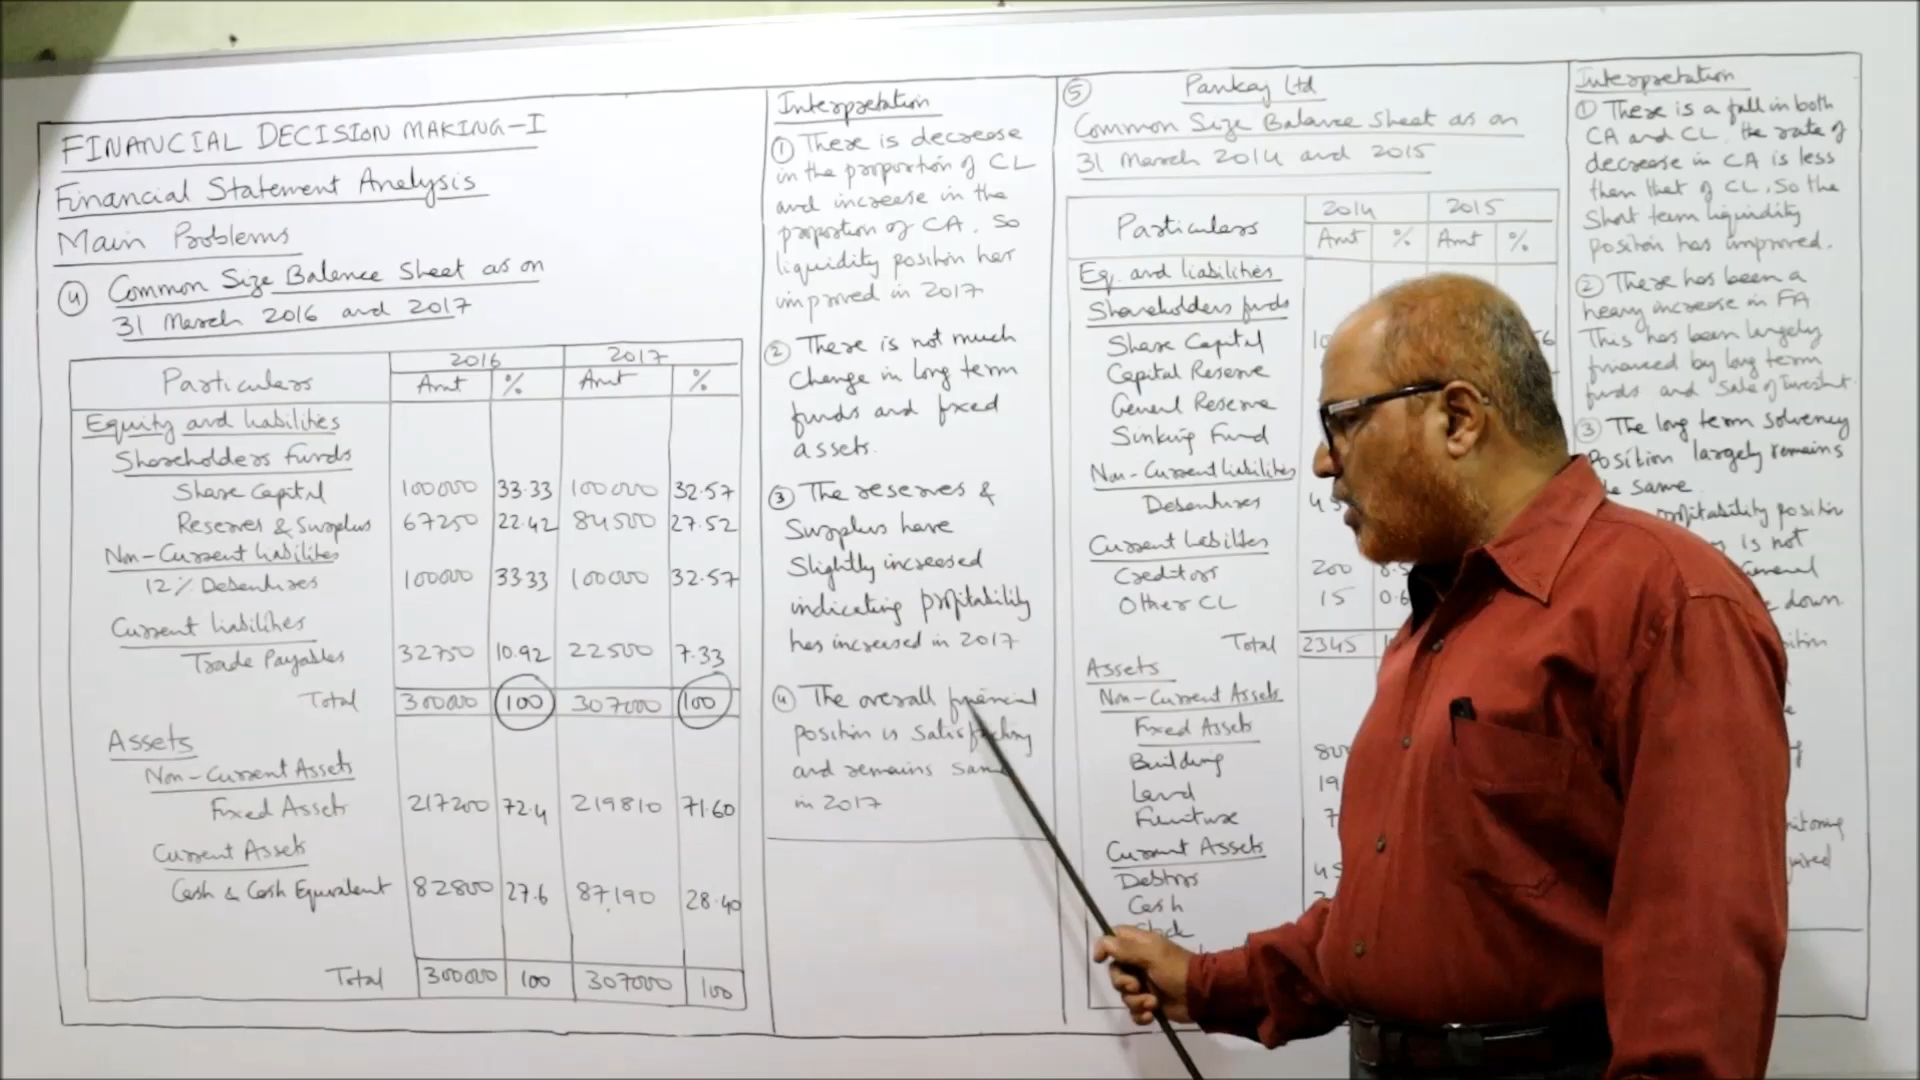 FINANCIAL DECISION MAKING-I
Financial Statement Analysis
Main Problems
④ Common Size Balance Sheet as on
31 March 2016 and 2017
Particulars 2016 2017
Amt % Amt %
Equity and liabilities
Shareholders funds
Share Capital 100000 33.33 100000 32.57
Reserves & Surplus 67250 22.42 84500 27.52
Non-Current liabilities
12% Debentures 100000 33.33 100000 32.57
Current liabilities
Trade Payables 32750 10.92 22500 7.33
Total 300000 100 307000 100
Assets
Non-Current Assets
Fixed Assets 217200 72.4 219810 71.60
Current Assets
Cash & Cash Equivalent 82800 27.6 87190 28.40
Total 300000 100 307000 100
Interpretation
① There is decrease
in the proportion of CL
and increase in the
proportion of CA. So
liquidity position has
improved in 2017
② There is not much
Change in long term
funds and fixed
assets.
③ The reserves &
Surplus have
Slightly increased
indicating profitability
has increased in 2017
④ The overall financial
position is satisfactory
and remains same
in 2017
⑤ Pankaj Ltd
Common Size Balance Sheet as on
31 March 2014 and 2015
Particulars 2014 2015
Amt % Amt %
Eq. and liabilities
Shareholders funds
Share Capital
Capital Reserve
General Reserve
Sinking Fund
Non-Current liabilities
Debentures
Current liabilities
Creditors 200
Other CL 15
Total 2345
Assets
Non-Current Assets
Fixed Assets
Building
Land
Furniture
Current Assets
Debtors
Cash
Stock
Interpretation
① There is a fall in both
CA and CL. The rate of
decrease in CA is less
than that of CL. So the
Short term liquidity
position has improved.
② There has been a
heavy increase in FA
This has been largely
financed by long term
funds and Sale of Investmt.
③ The long term solvency
Position largely remains
same
position
is not
General
down.